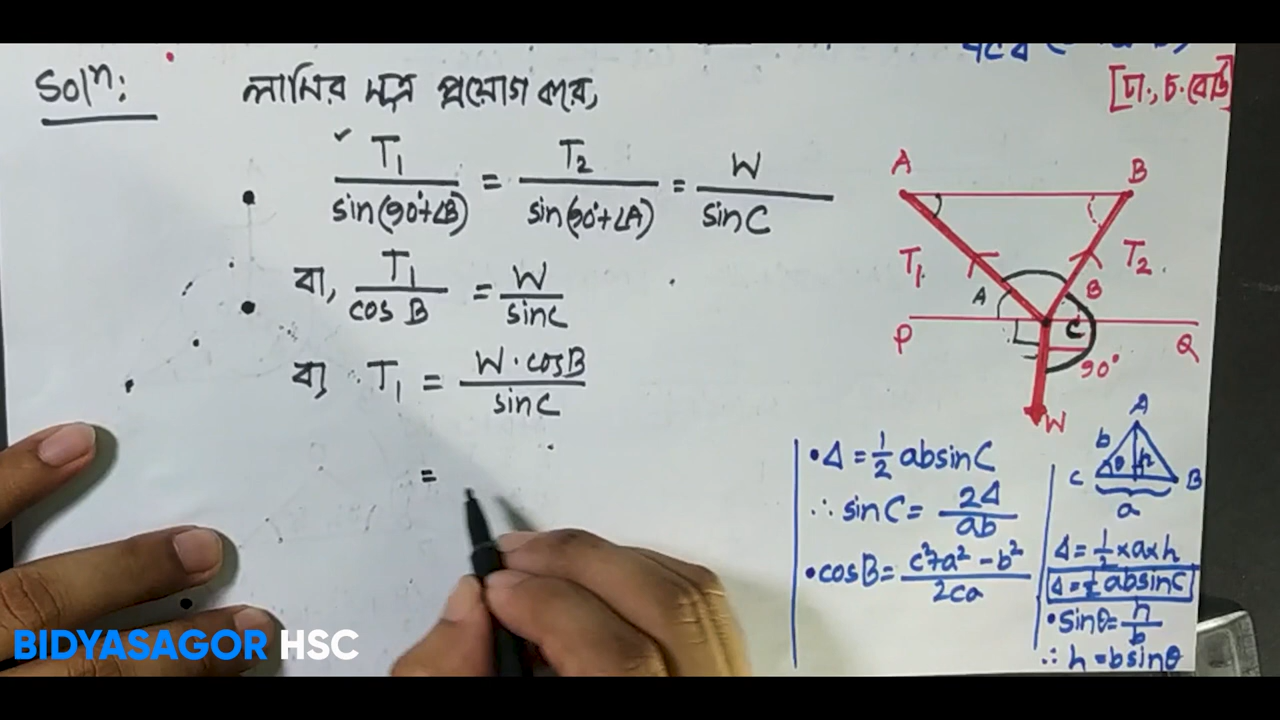 Solⁿ: লামির সূত্র প্রয়োগ করে,
[ঢা., চ. বোর্ড]
T₁/sin(90°+∠B) = T₂/sin(90°+∠A) = W/sinC
বা, T₁/cos B = W/sinC
বা, T₁ = W·cosB/sinC
=
A B
T₁ T₂
A B
P C Q
90°
W
• Δ = 1/2 absinC
∴ sinC = 2Δ/ab
• cosB = c²+a²-b²/2ca
A
b θ h
C B
a
Δ = 1/2 × a × h
Δ = 1/2 absinC
• sinθ = h/b
∴ h = bsinθ
BIDYASAGOR HSC